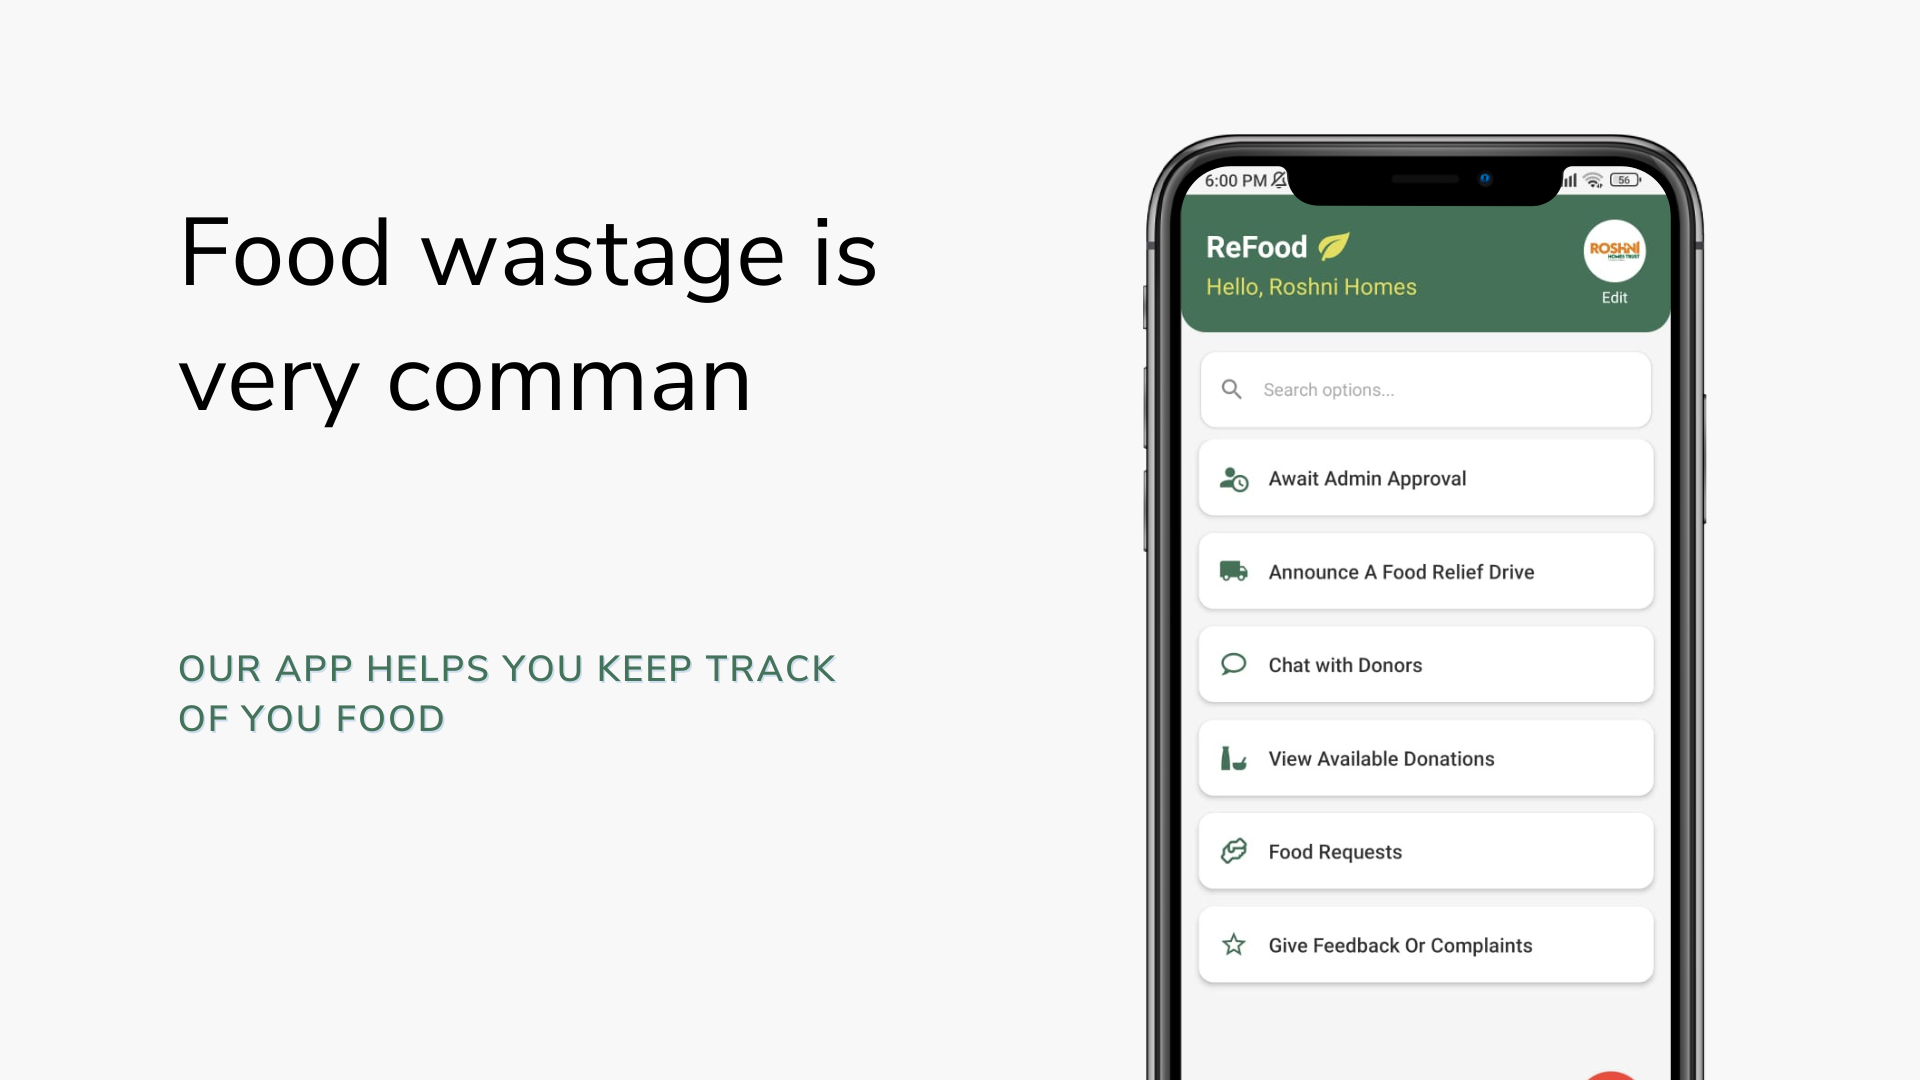 Food wastage is
very comman
OUR APP HELPS YOU KEEP TRACK
OF YOU FOOD
6:00 PM
56
ReFood
Hello, Roshni Homes
ROSHNI
HOMES TRUST
Edit
Search options...
Await Admin Approval
Announce A Food Relief Drive
Chat with Donors
View Available Donations
Food Requests
Give Feedback Or Complaints